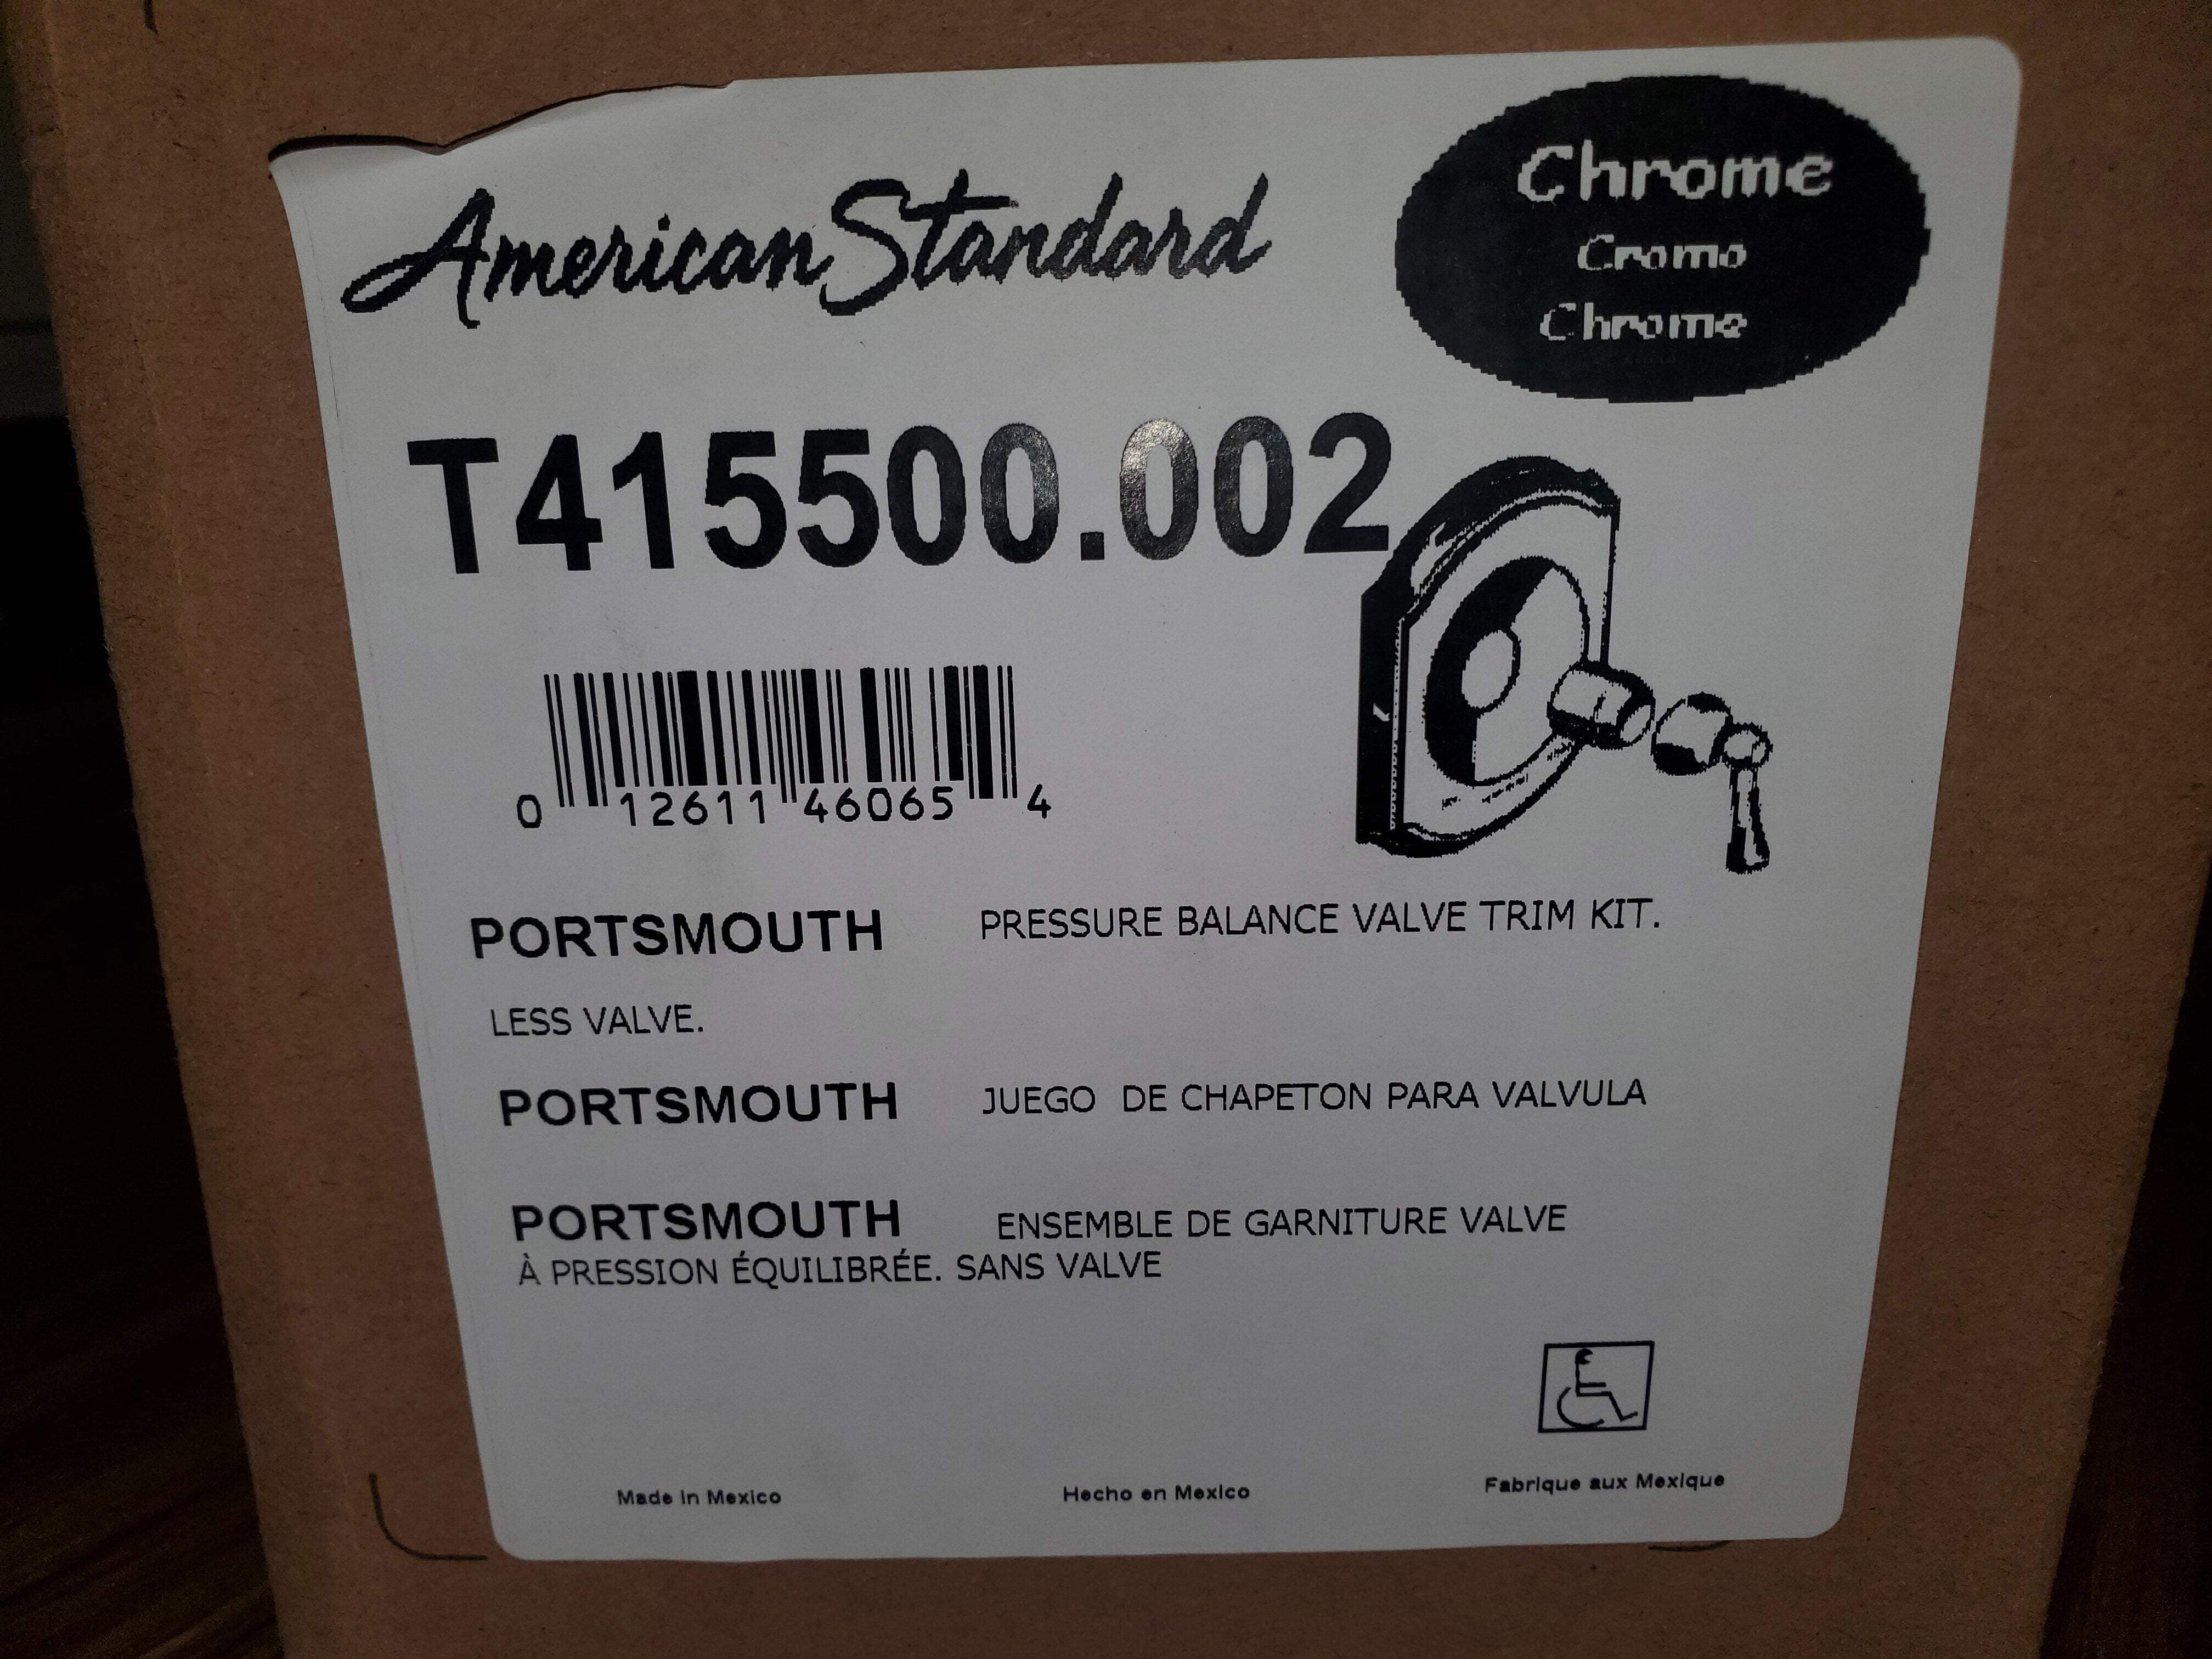 American Standard
Chrome
Cromo
Chrome
T415500.002
0 12611 46065 4
PORTSMOUTH PRESSURE BALANCE VALVE TRIM KIT.
LESS VALVE.
PORTSMOUTH JUEGO DE CHAPETON PARA VALVULA
PORTSMOUTH ENSEMBLE DE GARNITURE VALVE
À PRESSION ÉQUILIBRÉE. SANS VALVE
Made in Mexico Hecho en Mexico Fabrique aux Mexique